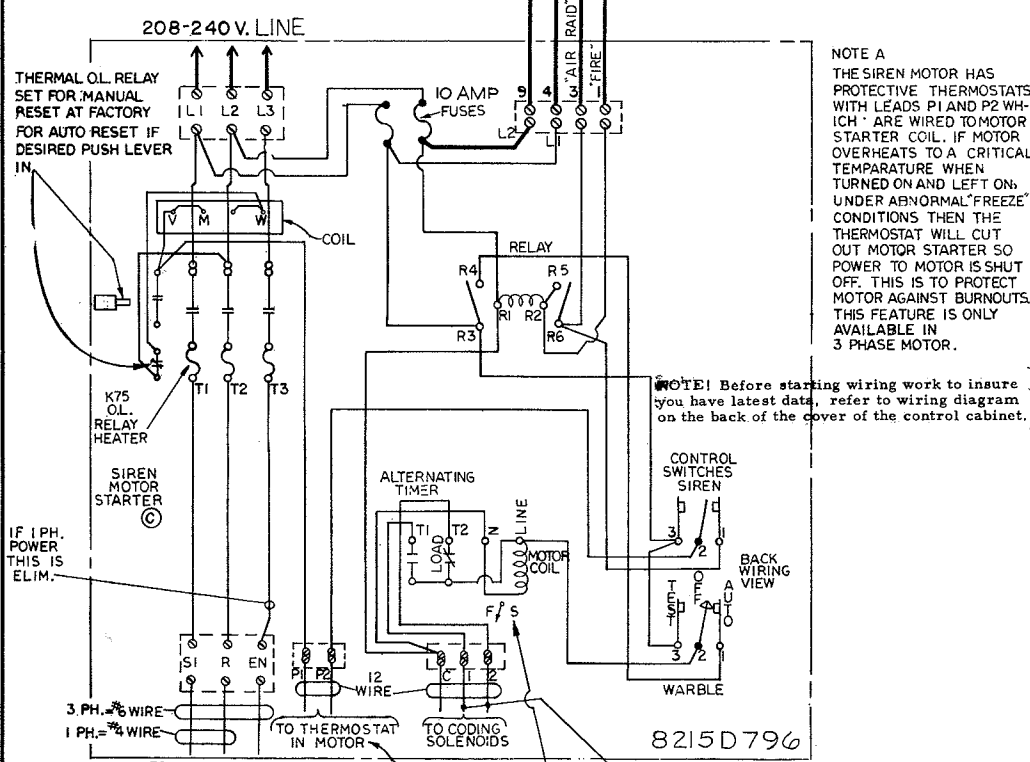 208-240 V. LINE
THERMAL O.L. RELAY
SET FOR MANUAL
RESET AT FACTORY
FOR AUTO RESET IF
DESIRED PUSH LEVER
IN
L1 L2 L3
10 AMP
FUSES
"AIR RAID"
"FIRE"
9 4 3 1
L2
L1
NOTE A
THE SIREN MOTOR HAS
PROTECTIVE THERMOSTATS
WITH LEADS P1 AND P2 WH-
ICH ARE WIRED TO MOTOR
STARTER COIL. IF MOTOR
OVERHEATS TO A CRITICAL
TEMPARATURE WHEN
TURNED ON AND LEFT ON,
UNDER ABNORMAL "FREEZE"
CONDITIONS THEN THE
THERMOSTAT WILL CUT
OUT MOTOR STARTER SO
POWER TO MOTOR IS SHUT
OFF. THIS IS TO PROTECT
MOTOR AGAINST BURNOUTS.
THIS FEATURE IS ONLY
AVAILABLE IN
3 PHASE MOTOR.
V M W
COIL
RELAY
R4 R5
R1 R2
R3 R6
T1 T2 T3
K75
O.L.
RELAY
HEATER
NOTE! Before starting wiring work to insure
you have latest data, refer to wiring diagram
on the back of the cover of the control cabinet.
SIREN
MOTOR
STARTER
C
ALTERNATING
TIMER
T1 T2 N LINE
LOAD
MOTOR
COIL
F S
CONTROL
SWITCHES
SIREN
3 2 1
BACK
WIRING
VIEW
TEST
OFF
AUTO
3 2 1
WARBLE
IF 1 PH.
POWER
THIS IS
ELIM.
S1 R EN
P1 P2
C 1 2
12
WIRE
3 PH.=#6 WIRE
1 PH.=#4 WIRE
TO THERMOSTAT
IN MOTOR
TO CODING
SOLENOIDS
8215D796